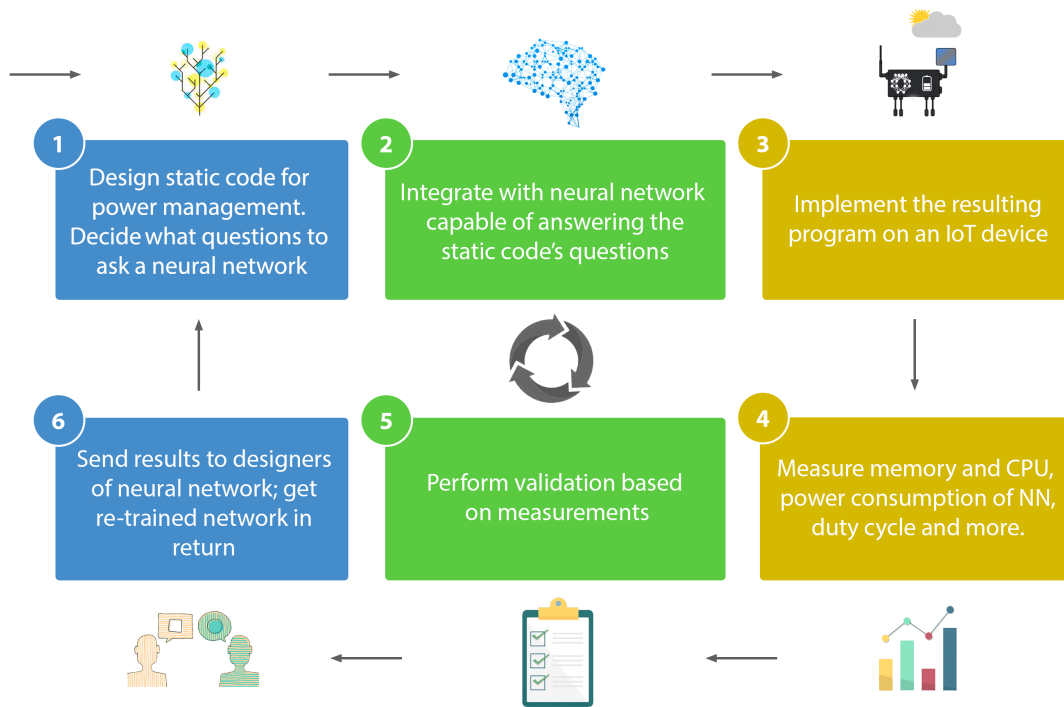 1
Design static code for
power management.
Decide what questions to
ask a neural network
2
Integrate with neural network
capable of answering the
static code’s questions
3
Implement the resulting
program on an IoT device
6
Send results to designers
of neural network; get
re-trained network in
return
5
Perform validation based
on measurements
4
Measure memory and CPU,
power consumption of NN,
duty cycle and more.